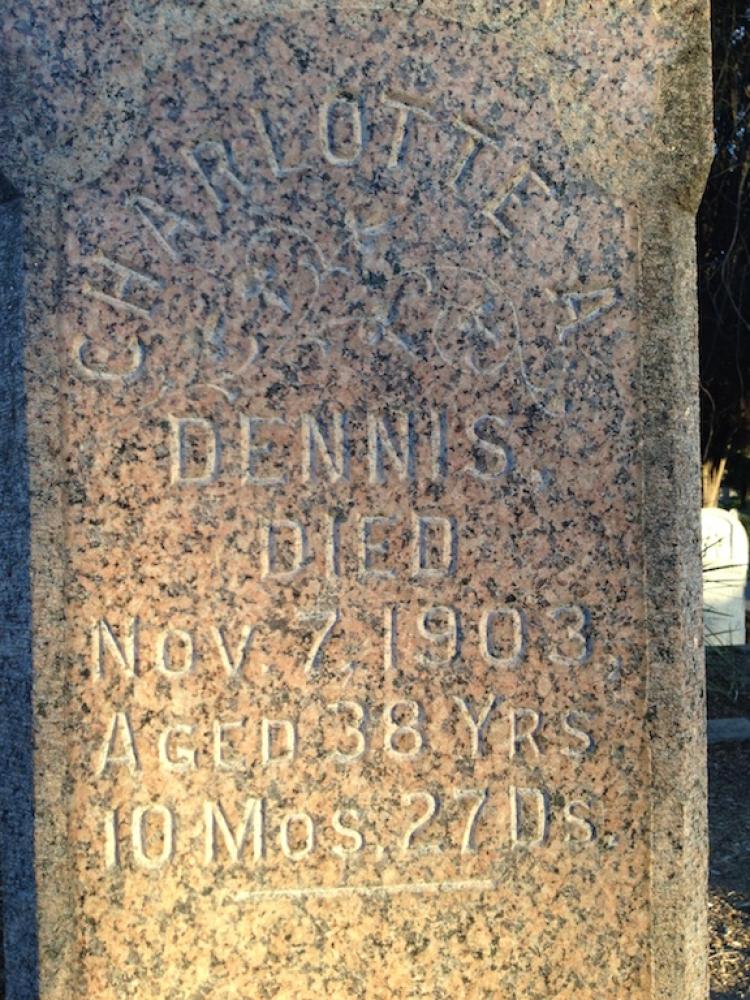 CHARLOTTE A.
DENNIS,
DIED
NOV. 7, 1903,
AGED 38 YRS
10 MOS. 27 DS.